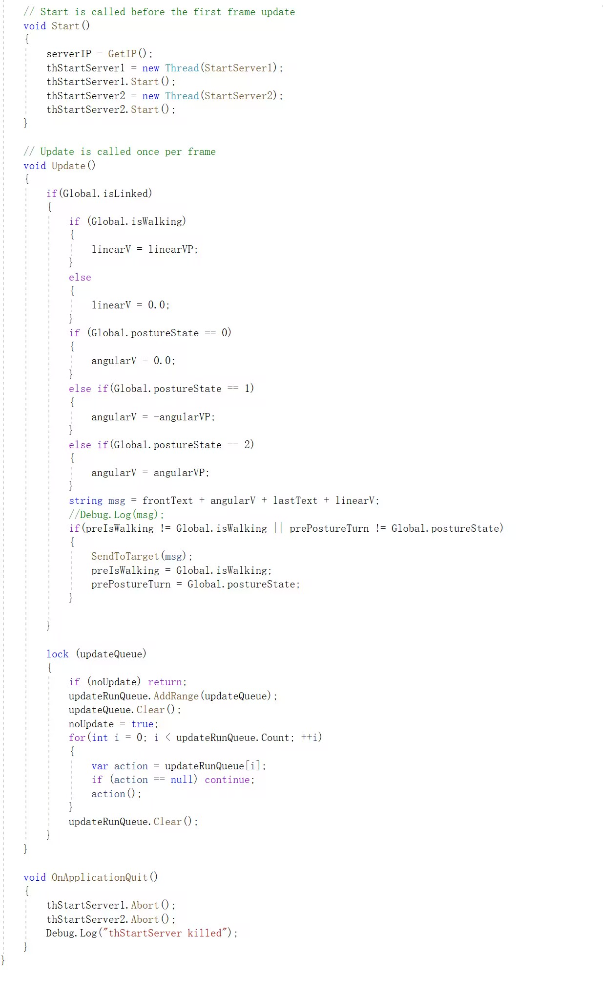 // Start is called before the first frame update
void Start()
{
serverIP = GetIP();
thStartServer1 = new Thread(StartServer1);
thStartServer1.Start();
thStartServer2 = new Thread(StartServer2);
thStartServer2.Start();
}
// Update is called once per frame
void Update()
{
if(Global.isLinked)
{
if (Global.isWalking)
{
linearV = linearVP;
}
else
{
linearV = 0.0;
}
if (Global.postureState == 0)
{
angularV = 0.0;
}
else if(Global.postureState == 1)
{
angularV = -angularVP;
}
else if(Global.postureState == 2)
{
angularV = angularVP;
}
string msg = frontText + angularV + lastText + linearV;
//Debug.Log(msg);
if(preIsWalking != Global.isWalking || prePostureTurn != Global.postureState)
{
SendToTarget(msg);
preIsWalking = Global.isWalking;
prePostureTurn = Global.postureState;
}
}
lock (updateQueue)
{
if (noUpdate) return;
updateRunQueue.AddRange(updateQueue);
updateQueue.Clear();
noUpdate = true;
for(int i = 0; i < updateRunQueue.Count; ++i)
{
var action = updateRunQueue[i];
if (action == null) continue;
action();
}
updateRunQueue.Clear();
}
}
void OnApplicationQuit()
{
thStartServer1.Abort();
thStartServer2.Abort();
Debug.Log("thStartServer killed");
}
}